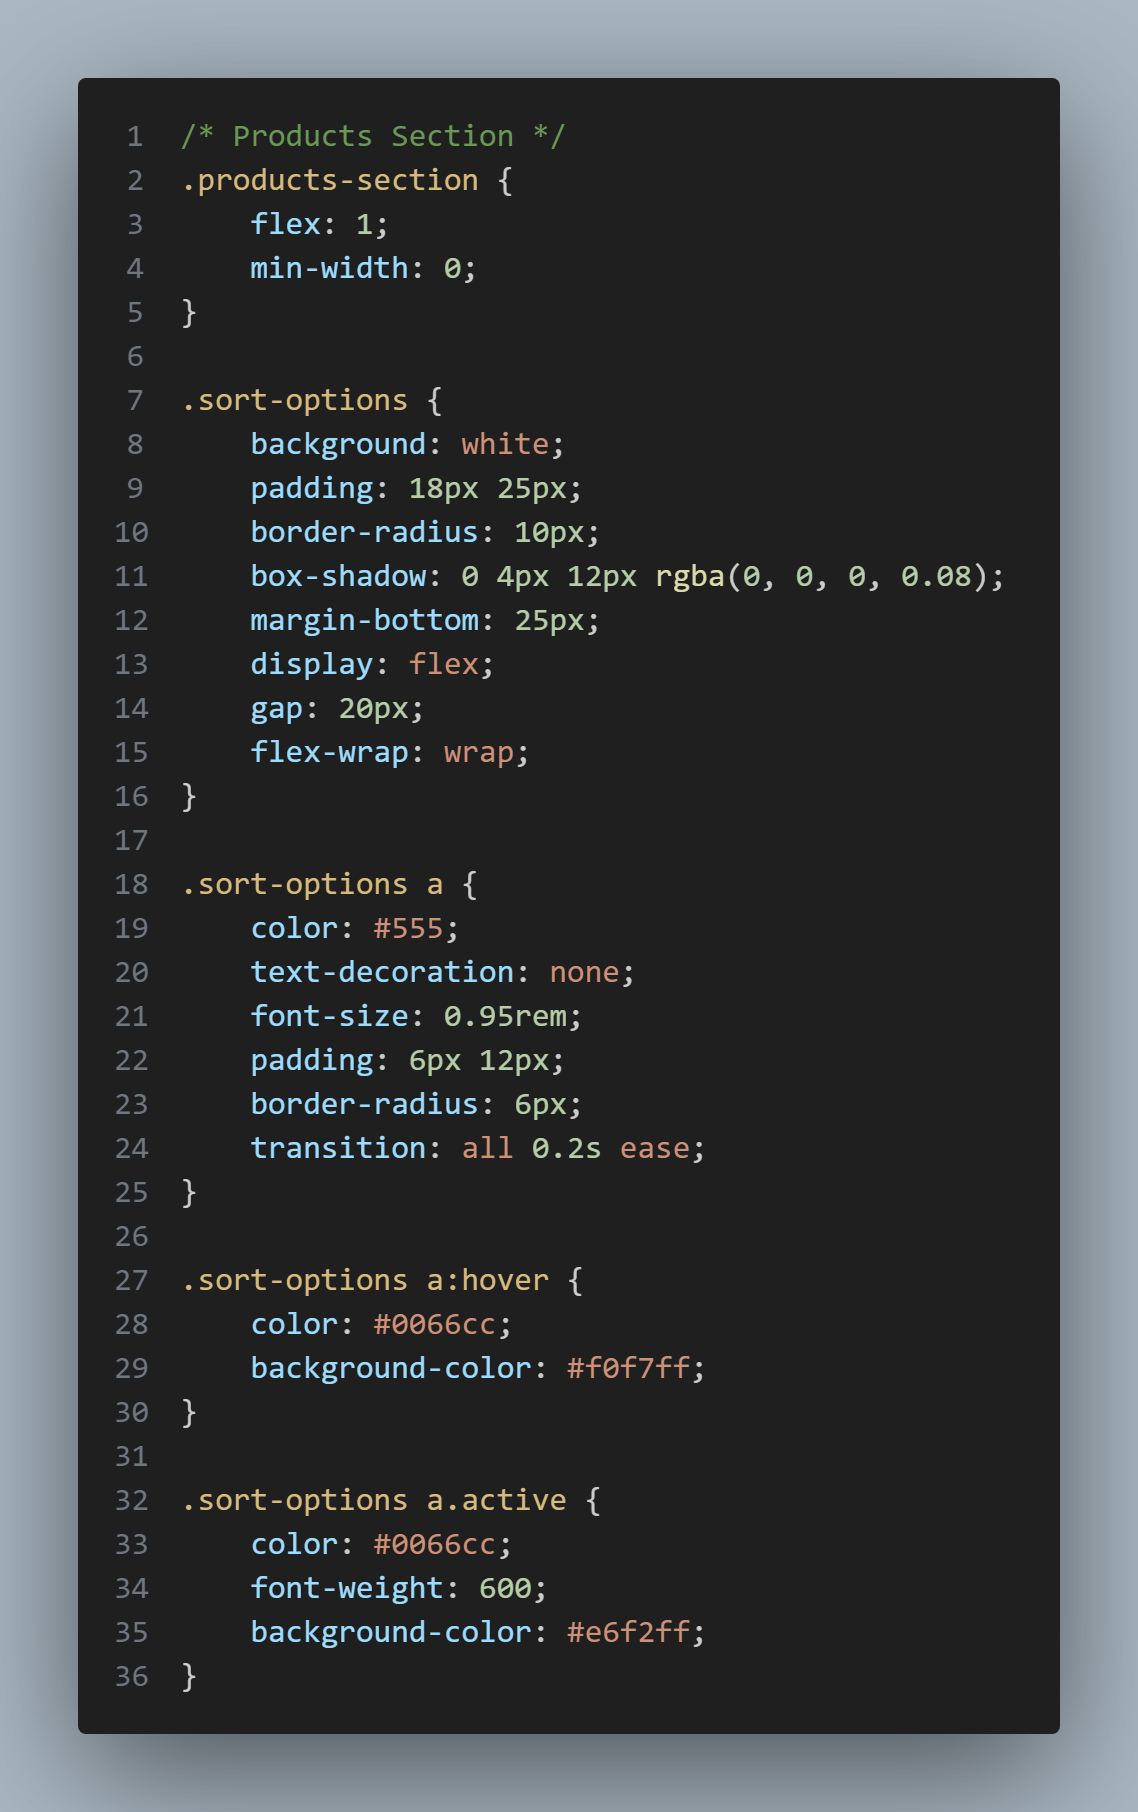 1 /* Products Section */
2 .products-section {
3     flex: 1;
4     min-width: 0;
5 }
6
7 .sort-options {
8     background: white;
9     padding: 18px 25px;
10     border-radius: 10px;
11     box-shadow: 0 4px 12px rgba(0, 0, 0, 0.08);
12     margin-bottom: 25px;
13     display: flex;
14     gap: 20px;
15     flex-wrap: wrap;
16 }
17
18 .sort-options a {
19     color: #555;
20     text-decoration: none;
21     font-size: 0.95rem;
22     padding: 6px 12px;
23     border-radius: 6px;
24     transition: all 0.2s ease;
25 }
26
27 .sort-options a:hover {
28     color: #0066cc;
29     background-color: #f0f7ff;
30 }
31
32 .sort-options a.active {
33     color: #0066cc;
34     font-weight: 600;
35     background-color: #e6f2ff;
36 }